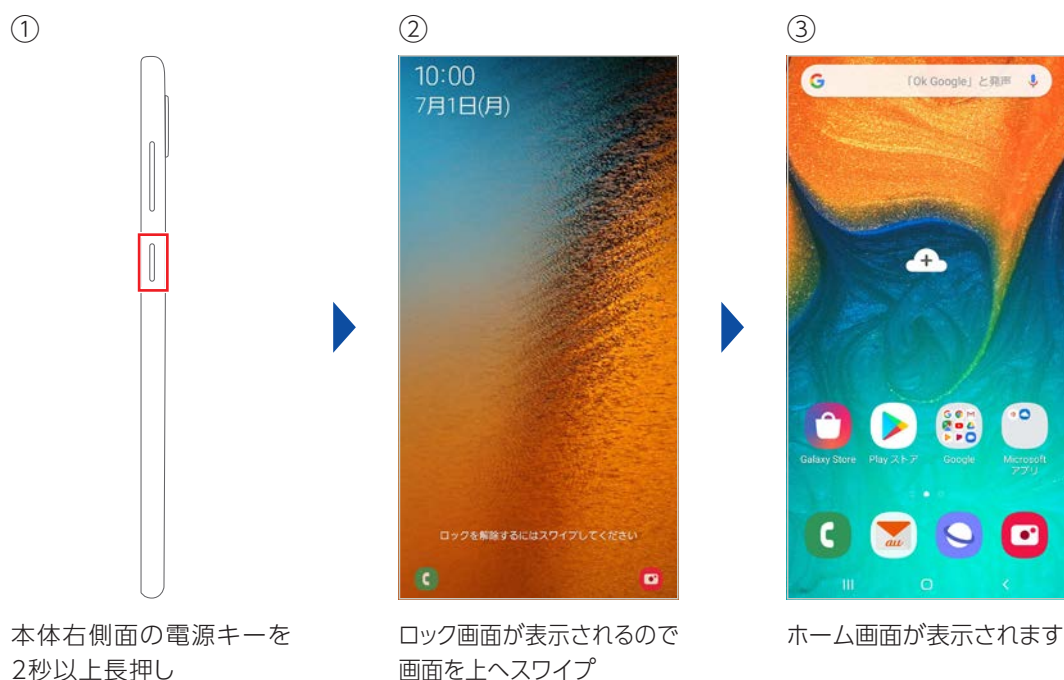 ①
本体右側面の電源キーを
2秒以上長押し
②
10:00
7月1日(月)
ロックを解除するにはスワイプしてください
ロック画面が表示されるので
画面を上へスワイプ
③
G 「Ok Google」と発声
Galaxy Store Play ストア Google Microsoft
アプリ
au
ホーム画面が表示されます